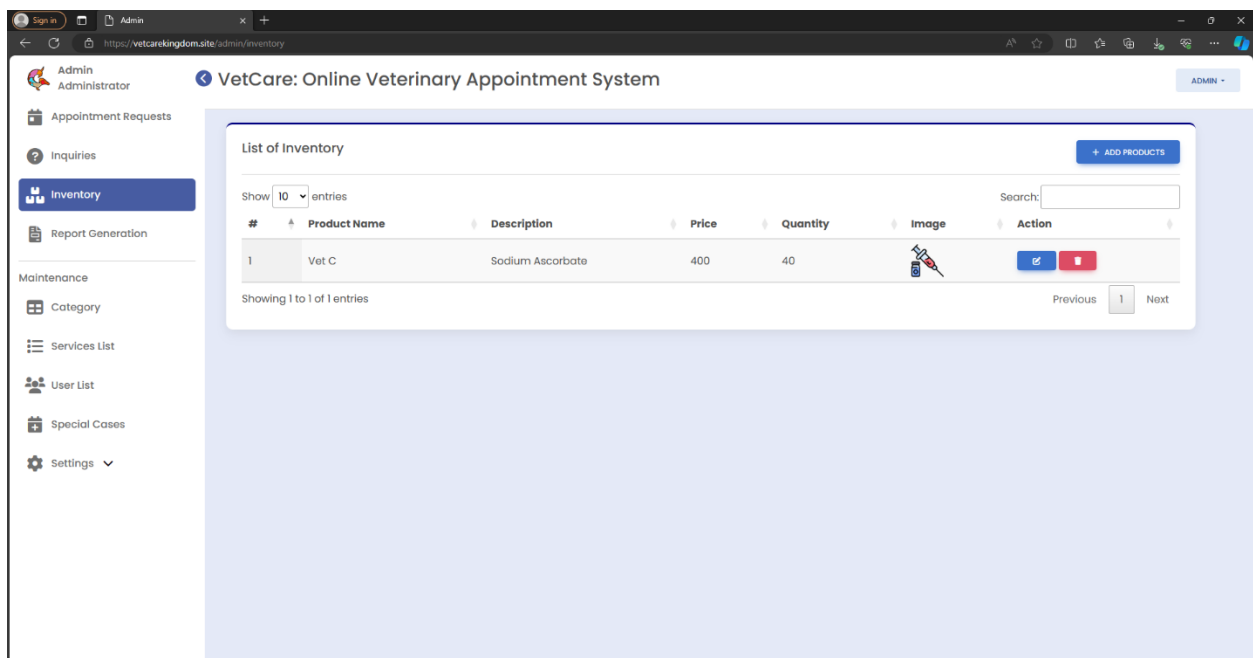 Sign in Admin
https://vetcarekingdom.site/admin/inventory
Admin
Administrator
VetCare: Online Veterinary Appointment System
ADMIN
Appointment Requests
Inquiries
Inventory
Report Generation
Maintenance
Category
Services List
User List
Special Cases
Settings
List of Inventory
+ ADD PRODUCTS
Show 10 entries Search:
# Product Name Description Price Quantity Image Action
1 Vet C Sodium Ascorbate 400 40
Showing 1 to 1 of 1 entries Previous 1 Next